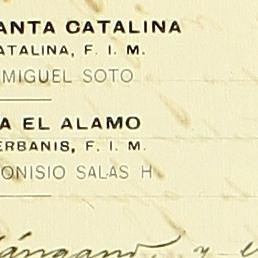 ANTA CATALINA
ATALINA, F. I. M.
MIGUEL SOTO
A EL ALAMO
ERBANIS, F. I. M.
ONISIO SALAS H
y